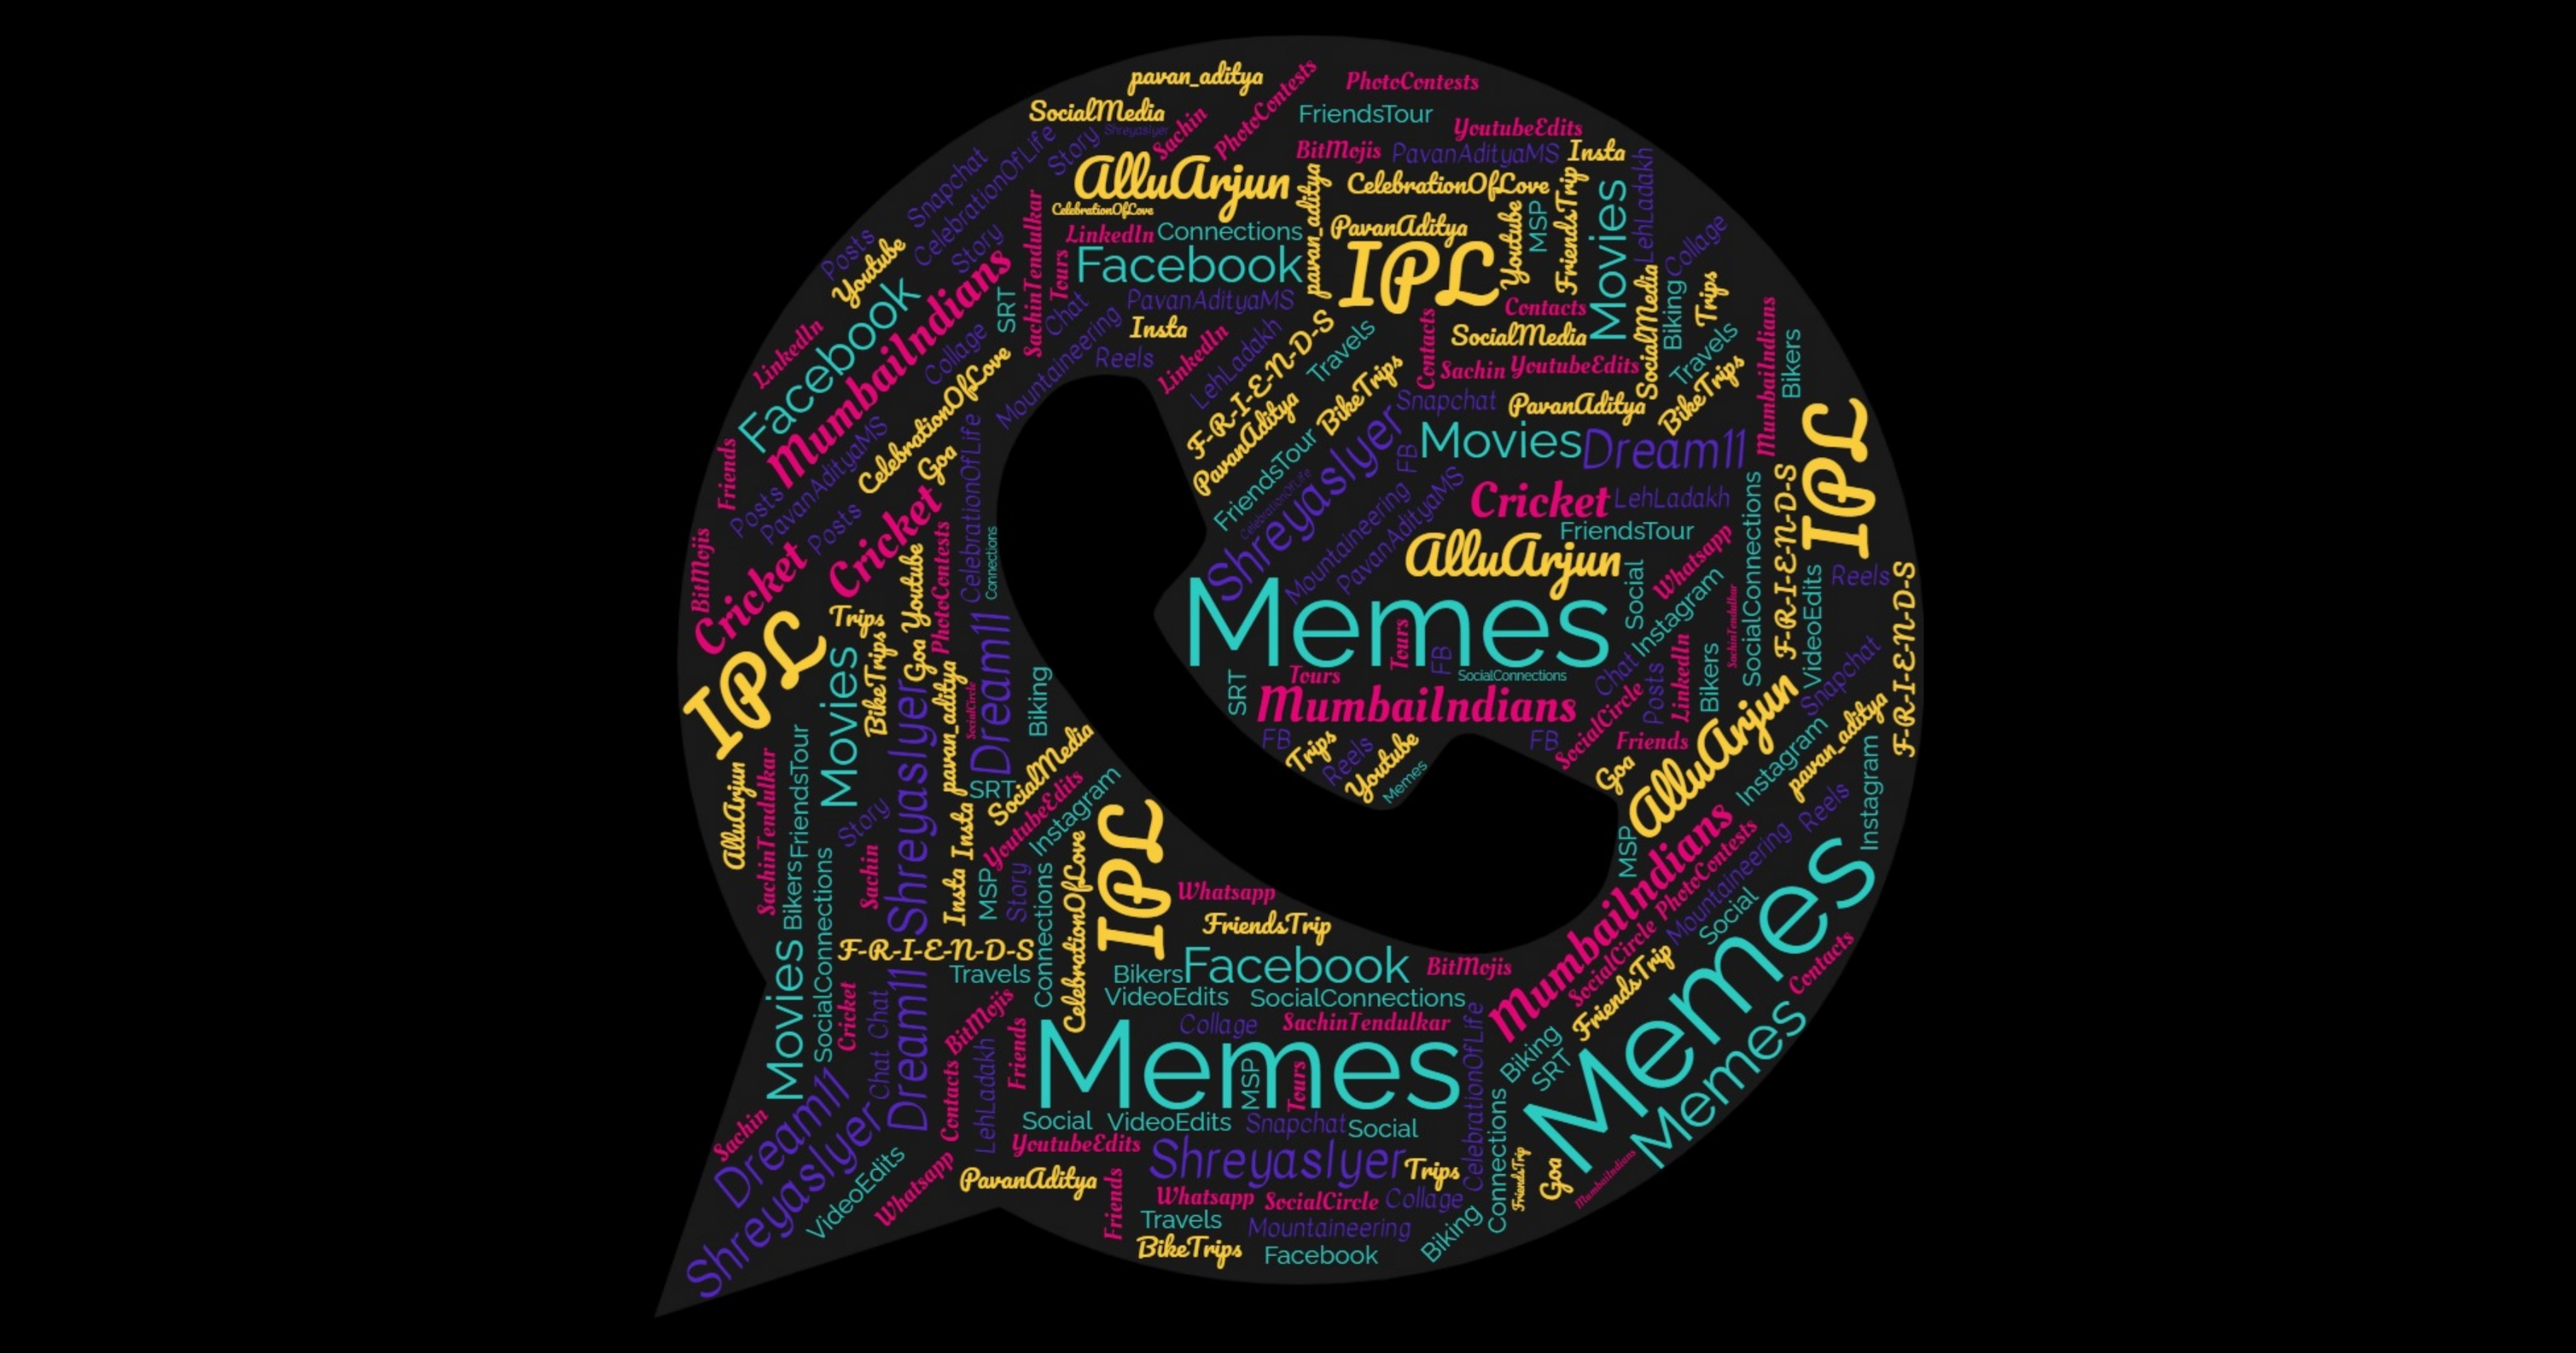 pavan_aditya
PhotoContests
PhotoContests
SocialMedia
FriendsTour
Sachin
YoutubeEdits
ShreyasIyer
CelebrationOfLife
Story
Snapchat
BitMojis
PavanAdityaMS
Insta
LehLadakh
AlluArjun
pavan_aditya
CelebrationOfLove
FriendsTrip
Movies
CelebrationOfLove
SachinTendulkar
LinkedIn
Connections
PavanAditya
Youtube
MSP
Collage
Posts
Youtube
Story
Tours
Facebook
IPL
SocialMedia
Biking
Trips
MumbaiIndians
SRT
Chat
PavanAdityaMS
Contacts
Facebook
Mountaineering
Insta
F-R-I-E-N-D-S
Travels
Contacts
SocialMedia
Travels
MumbaiIndians
Bikers
LinkedIn
Collage
Reels
LinkedIn
LehLadakh
BikeTrips
Sachin
YoutubeEdits
BikeTrips
CelebrationOfLove
PavanAditya
Snapchat
PavanAditya
IPL
Friends
PavanAdityaMS
Goa
CelebrationOfLife
FriendsTour
ShreyasIyer
FB
Movies
Dream11
Posts
Posts
Cricket
CelebrationOfLife
Mountaineering
PavanAdityaMS
Cricket
LehLadakh
SocialConnections
F-R-I-E-N-D-S
BitMojis
Cricket
Youtube
PhotoContests
Connections
AlluArjun
FriendsTour
Whatsapp
VideoEdits
Reels
F-R-I-E-N-D-S
IPL
Trips
BikeTrips
Goa
Dream11
Memes
Tours
FB
Social
Instagram
SachinTendulkar
Movies
pavan_aditya
SocialCircle
Biking
SRT
Tours
SocialConnections
Chat
Posts
LinkedIn
Bikers
Snapchat
ShreyasIyer
MumbaiIndians
SocialCircle
AlluArjun
pavan_aditya
FB
Trips
Reels
Youtube
Memes
FB
Friends
Goa
Instagram
Instagram
AlluArjun
SachinTendulkar
FriendsTour
Story
SRT
SocialMedia
YoutubeEdits
Instagram
IPL
MSP
MumbaiIndians
PhotoContests
Mountaineering
Reels
Bikers
SocialConnections
Sachin
Insta
Insta
MSP
Story
Connections
CelebrationOfLove
Whatsapp
FriendsTrip
SocialCircle
Social
Memes
Movies
F-R-I-E-N-D-S
Travels
Bikers
Facebook
BitMojis
FriendsTrip
Contacts
Cricket
Chat
Chat
Dream11
BitMojis
VideoEdits
SocialConnections
Collage
SachinTendulkar
CelebrationOfLife
Biking
SRT
Memes
Contacts
LehLadakh
Friends
Memes
MSP
Tours
Sachin
Dream11
Social
VideoEdits
Snapchat
Social
Connections
FriendsTrip
Goa
MumbaiIndians
ShreyasIyer
VideoEdits
Whatsapp
YoutubeEdits
ShreyasIyer
Trips
PavanAditya
Friends
Whatsapp
SocialCircle
Collage
Travels
Mountaineering
Biking
BikeTrips
Facebook